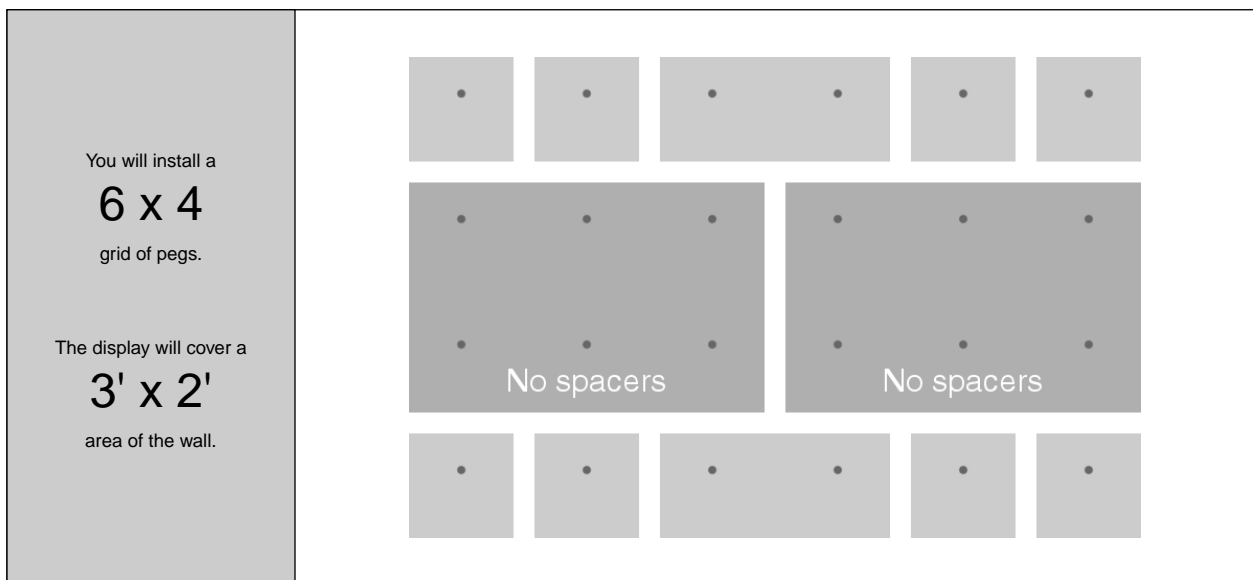 You will install a
6 x 4
grid of pegs.
The display will cover a
3' x 2'
area of the wall.
No spacers
No spacers